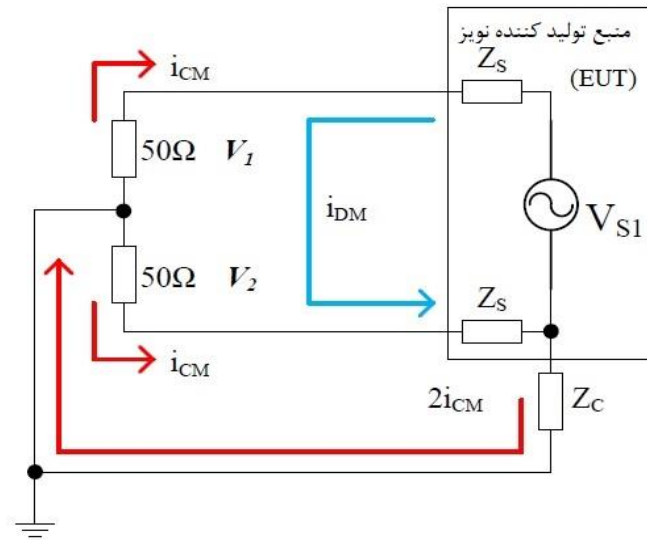 منبع تولید کننده نویز
(EUT)
i_CM
Z_S
50Ω V_1
i_DM
V_S1
50Ω V_2
Z_S
i_CM
2i_CM
Z_C